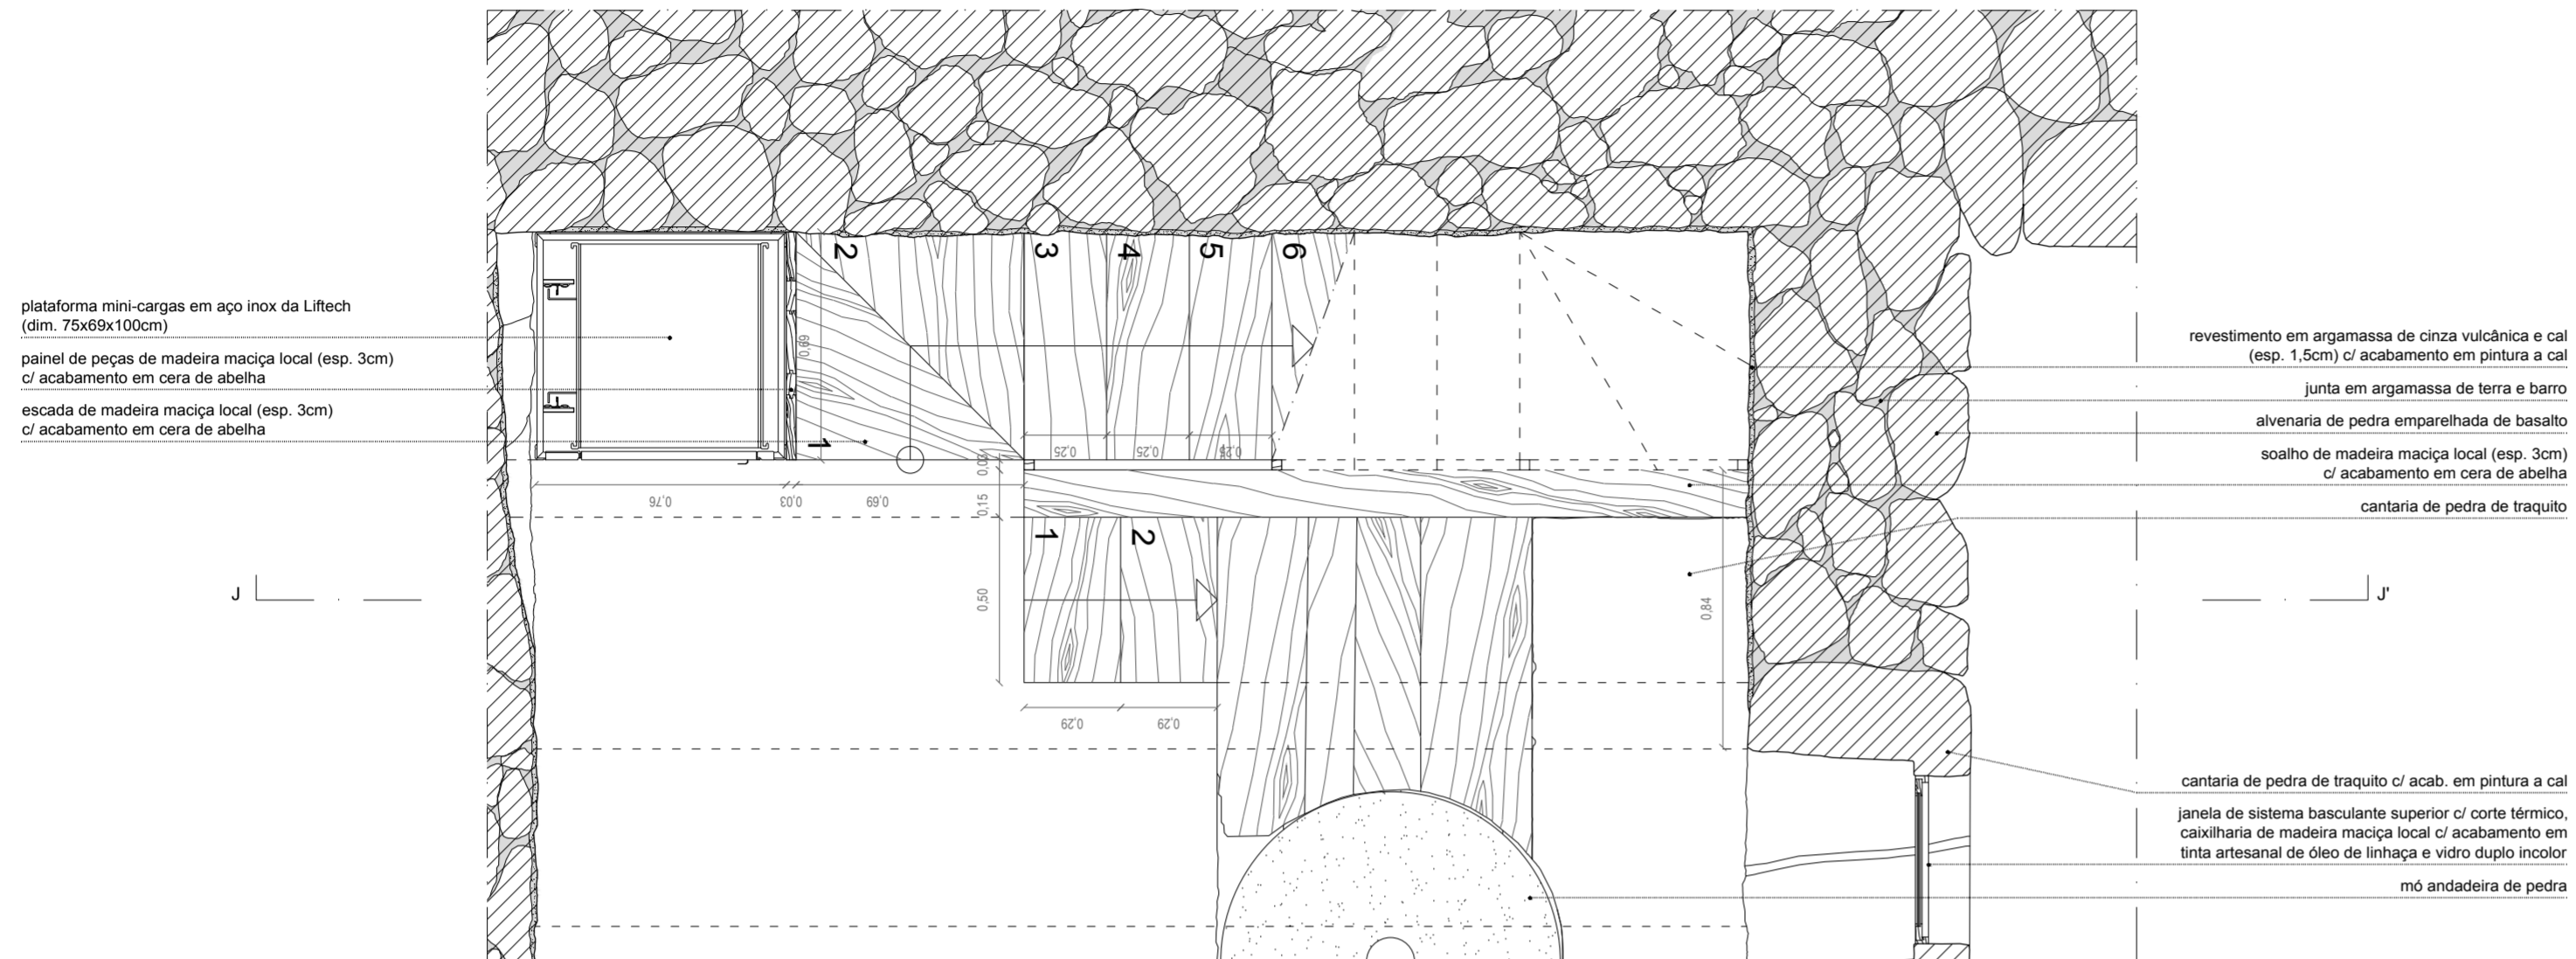 plataforma mini-cargas em aço inox da Liftech
(dim. 75x69x100cm)
painel de peças de madeira maciça local (esp. 3cm)
c/ acabamento em cera de abelha
escada de madeira maciça local (esp. 3cm)
c/ acabamento em cera de abelha
2
3
4
5
6
0,69
1
0,25
0,25
0,25
0,03
0,76
0,03
0,69
0,15
1
2
0,50
0,84
J
J'
0,29
0,29
revestimento em argamassa de cinza vulcânica e cal
(esp. 1,5cm) c/ acabamento em pintura a cal
junta em argamassa de terra e barro
alvenaria de pedra emparelhada de basalto
soalho de madeira maciça local (esp. 3cm)
c/ acabamento em cera de abelha
cantaria de pedra de traquito
cantaria de pedra de traquito c/ acab. em pintura a cal
janela de sistema basculante superior c/ corte térmico,
caixilharia de madeira maciça local c/ acabamento em
tinta artesanal de óleo de linhaça e vidro duplo incolor
mó andadeira de pedra